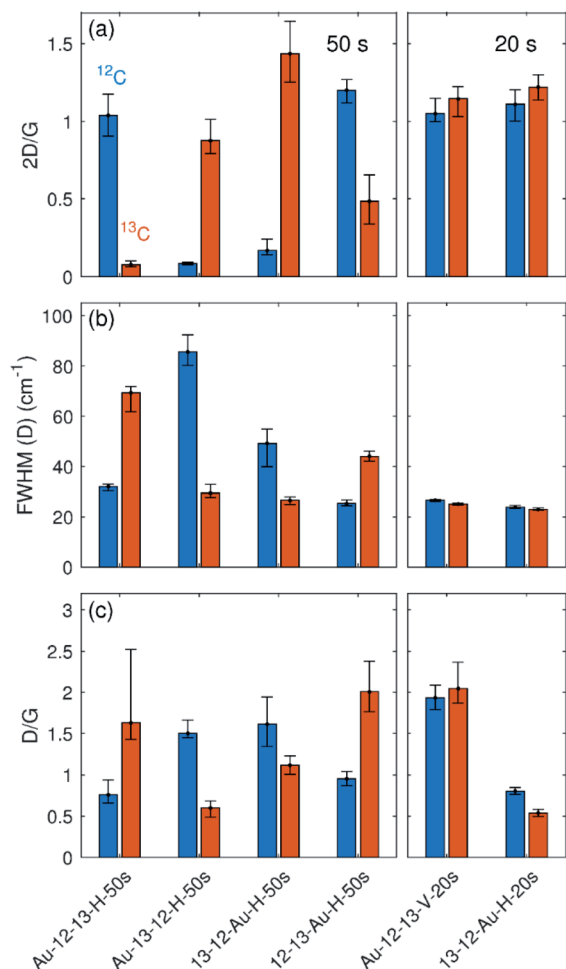 (a)
50 s
20 s
¹²C
¹³C
2D/G
1.5
1
0.5
0
(b)
FWHM (D) (cm⁻¹)
100
80
60
40
20
0
(c)
D/G
3
2.5
2
1.5
1
0.5
0
Au-12-13-H-50s
Au-13-12-H-50s
13-12-Au-H-50s
12-13-Au-H-50s
Au-12-13-V-20s
13-12-Au-H-20s